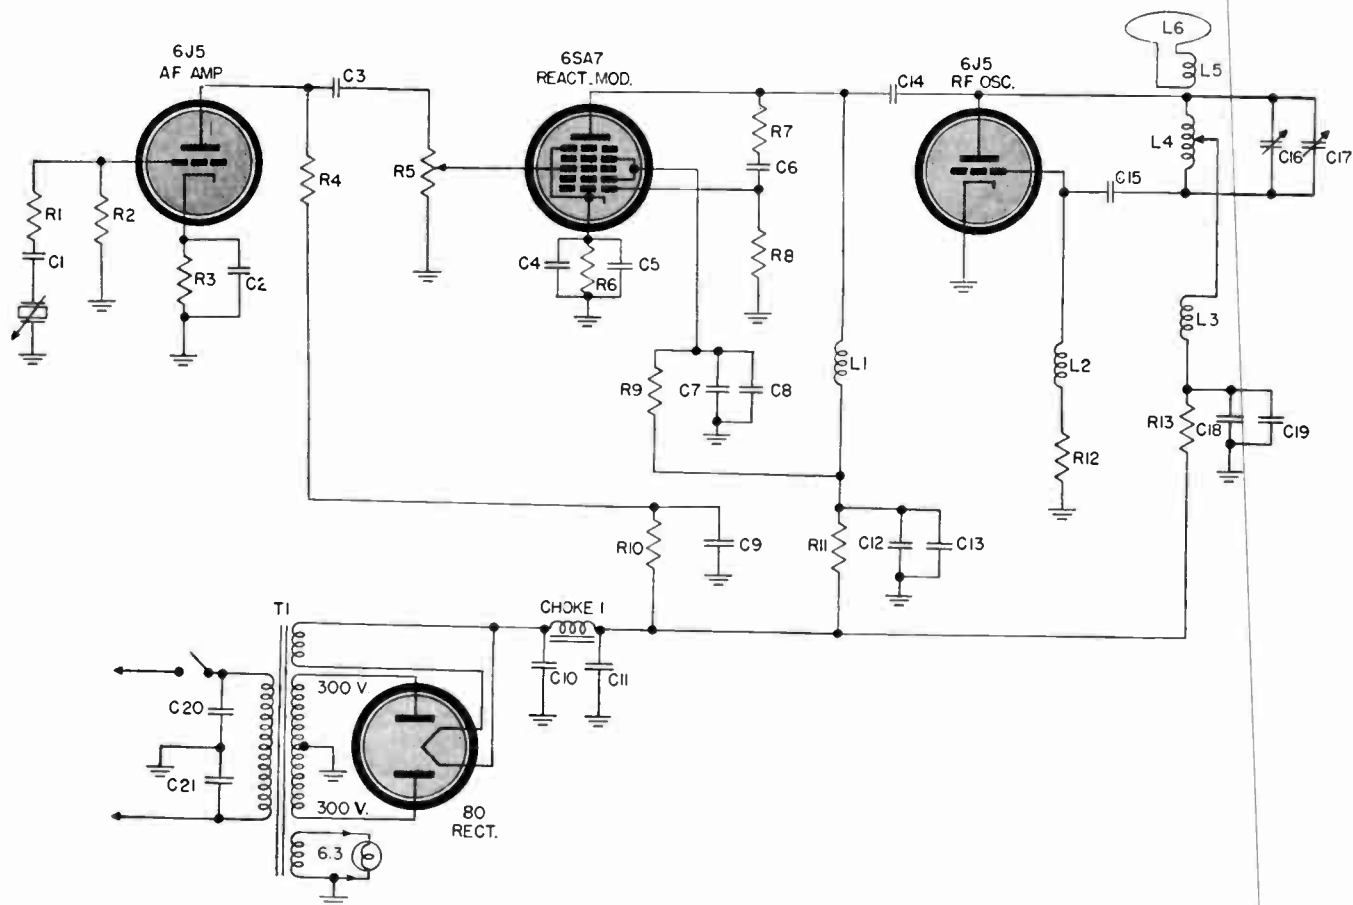 L6
6J5
AF AMP
6SA7
REACT. MOD.
6J5
RF OSC.
L5
C3
C14
R7
C6
L4
C16
C17
R1
R2
R4
R5
C15
C1
R3
C2
C4
R6
C5
R8
L3
R9
C7
C8
L1
L2
R13
C18
C19
R12
R10
C9
R11
C12
C13
T1
CHOKE 1
C10
C11
300 V.
C20
C21
300 V.
80
RECT.
6.3